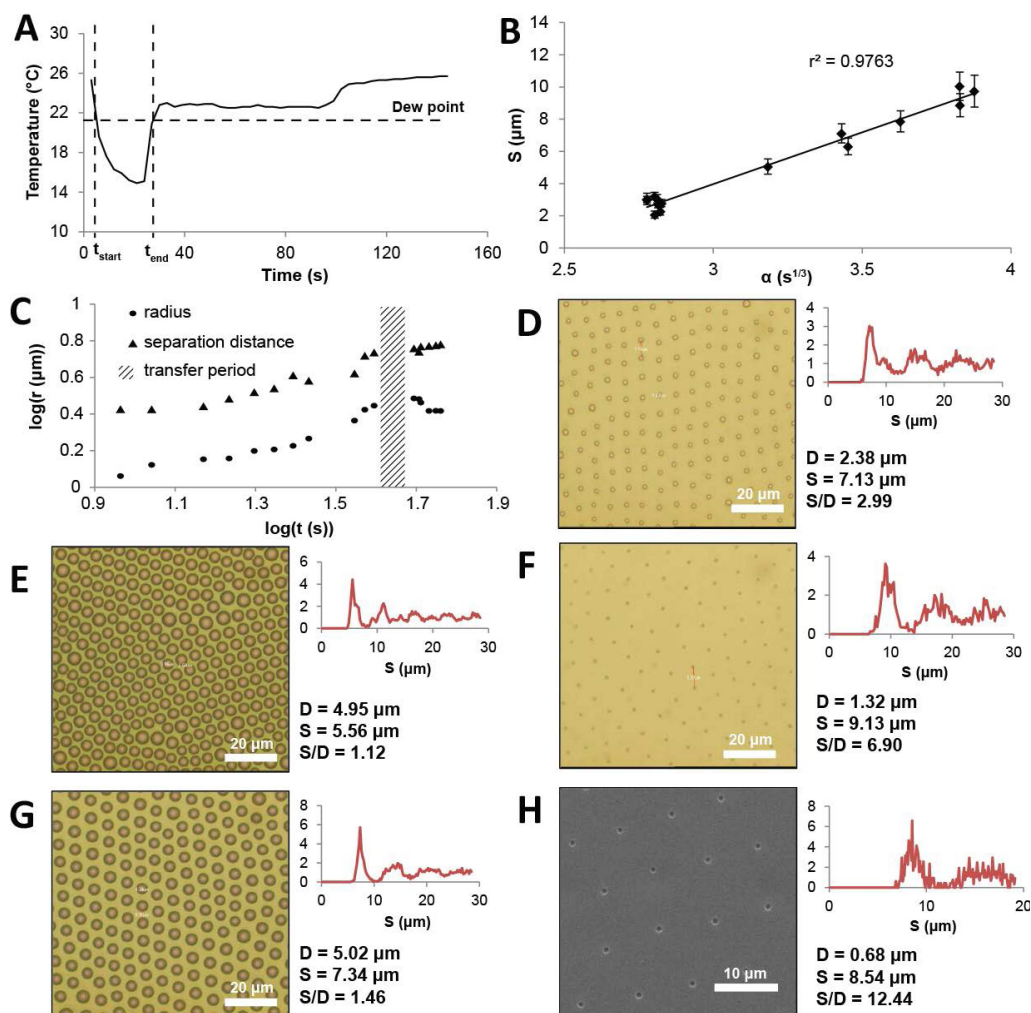 A
Temperature (°C)
26
22
18
14
10
Dew point
0
40
80
120
160
t_start
t_end
Time (s)
B
S (µm)
14
12
10
8
6
4
2
0
r² = 0.9763
2.5
3
3.5
4
α (s^1/3)
C
log(r (µm))
1
0.8
0.6
0.4
0.2
0
radius
separation distance
transfer period
0.9
1.1
1.3
1.5
1.7
1.9
log(t (s))
D
20 µm
4
3
2
1
0
0
10
20
30
S (µm)
D = 2.38 µm
S = 7.13 µm
S/D = 2.99
E
20 µm
6
4
2
0
0
10
20
30
S (µm)
D = 4.95 µm
S = 5.56 µm
S/D = 1.12
F
20 µm
4
2
0
0
10
20
30
S (µm)
D = 1.32 µm
S = 9.13 µm
S/D = 6.90
G
20 µm
8
6
4
2
0
0
10
20
30
S (µm)
D = 5.02 µm
S = 7.34 µm
S/D = 1.46
H
10 µm
8
6
4
2
0
0
10
20
S (µm)
D = 0.68 µm
S = 8.54 µm
S/D = 12.44